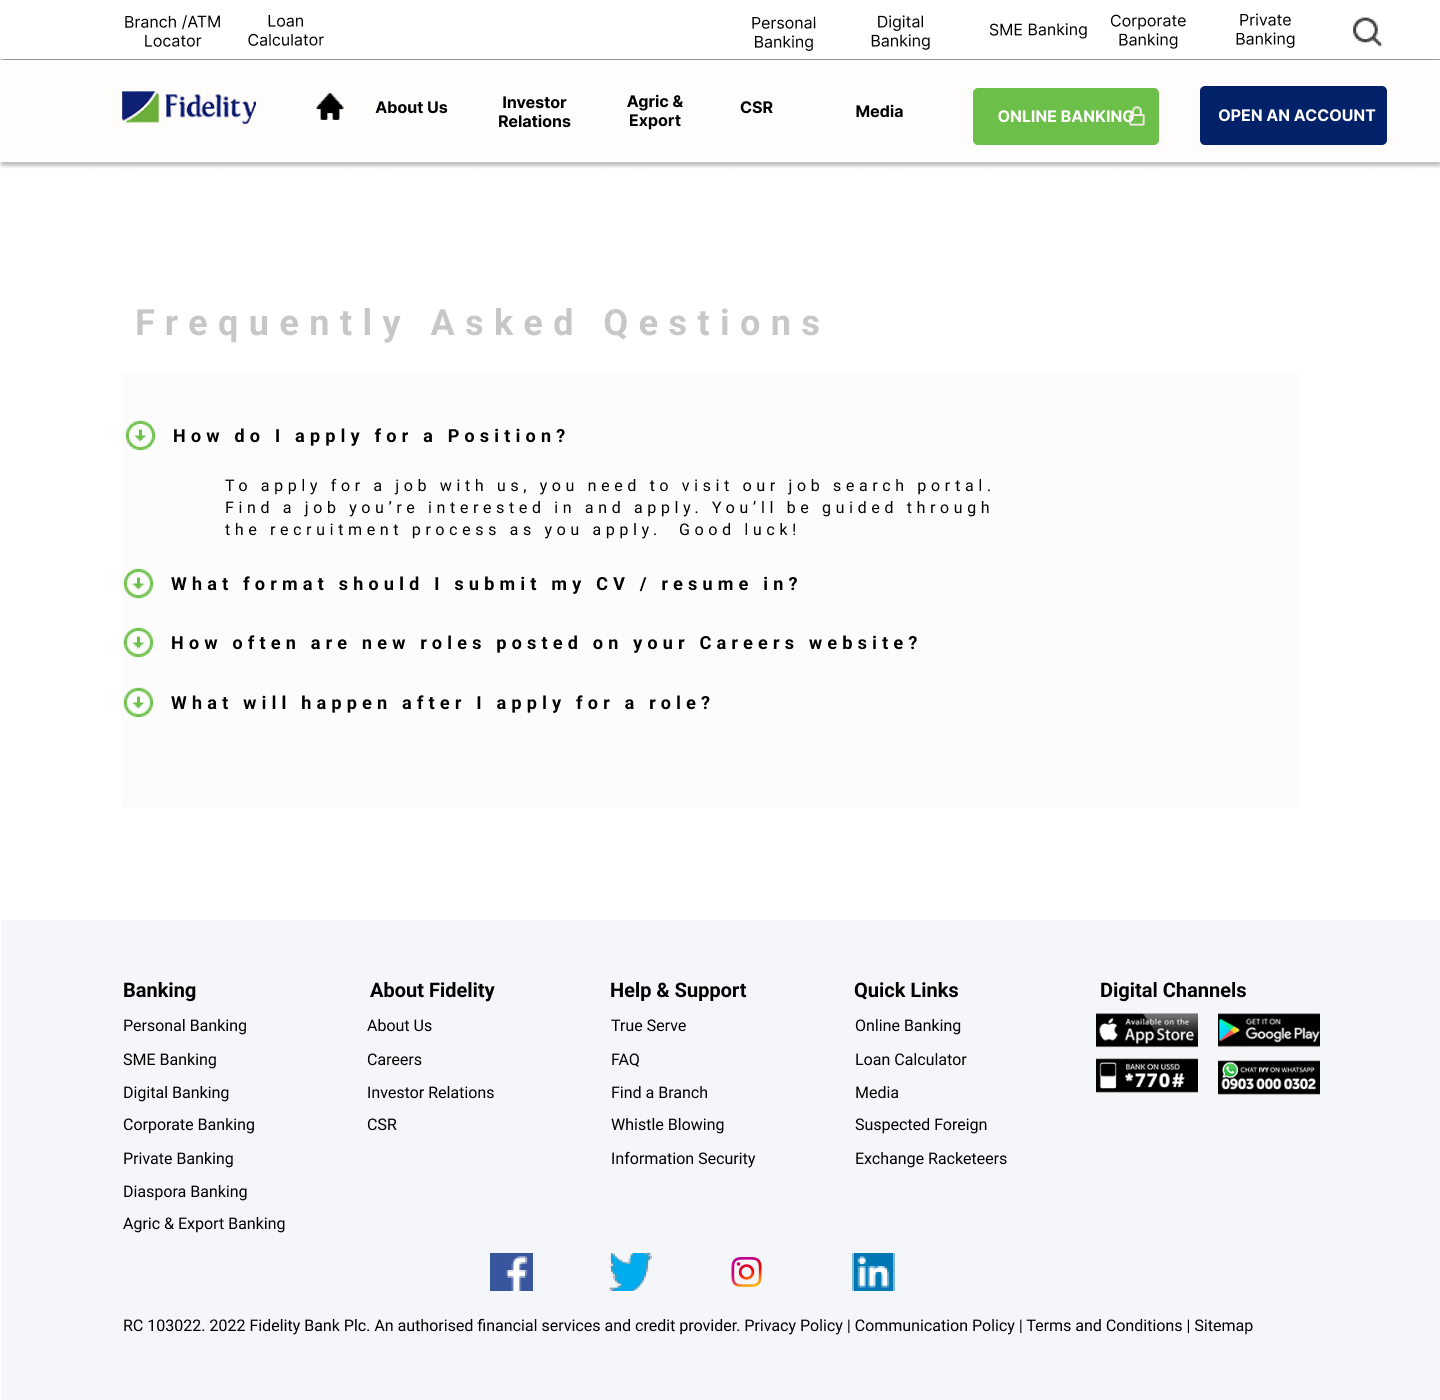 Branch /ATM
Locator
Loan
Calculator
Personal
Banking
Digital
Banking
SME Banking
Corporate
Banking
Private
Banking
Fidelity
About Us
Investor
Relations
Agric &
Export
CSR
Media
ONLINE BANKING
OPEN AN ACCOUNT
Frequently Asked Qestions
How do I apply for a Position?
To apply for a job with us, you need to visit our job search portal.
Find a job you’re interested in and apply. You’ll be guided through
the recruitment process as you apply.  Good luck!
What format should I submit my CV / resume in?
How often are new roles posted on your Careers website?
What will happen after I apply for a role?
Banking
Personal Banking
SME Banking
Digital Banking
Corporate Banking
Private Banking
Diaspora Banking
Agric & Export Banking
About Fidelity
About Us
Careers
Investor Relations
CSR
Help & Support
True Serve
FAQ
Find a Branch
Whistle Blowing
Information Security
Quick Links
Online Banking
Loan Calculator
Media
Suspected Foreign
Exchange Racketeers
Digital Channels
Available on the
App Store
GET IT ON
Google Play
BANK ON USSD
*770#
CHAT IVY ON WHATSAPP
0903 000 0302
f
in
RC 103022. 2022 Fidelity Bank Plc. An authorised financial services and credit provider. Privacy Policy | Communication Policy | Terms and Conditions | Sitemap